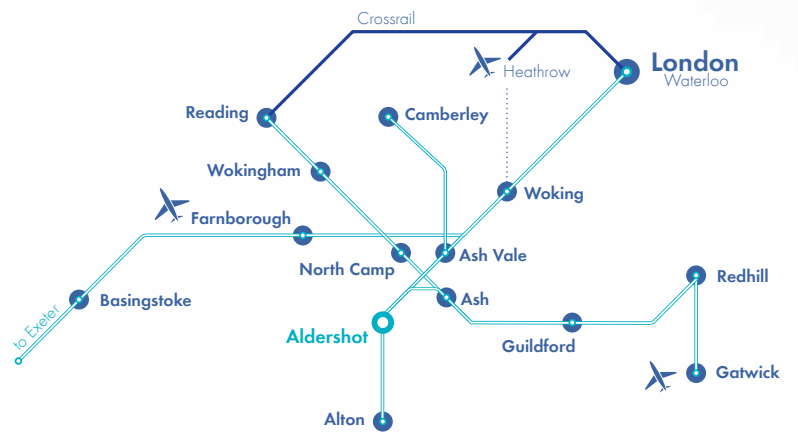 Crossrail
London
Waterloo
Heathrow
Reading
Camberley
Wokingham
Woking
Farnborough
North Camp
Ash Vale
Redhill
Basingstoke
Ash
to Exeter
Aldershot
Guildford
Gatwick
Alton